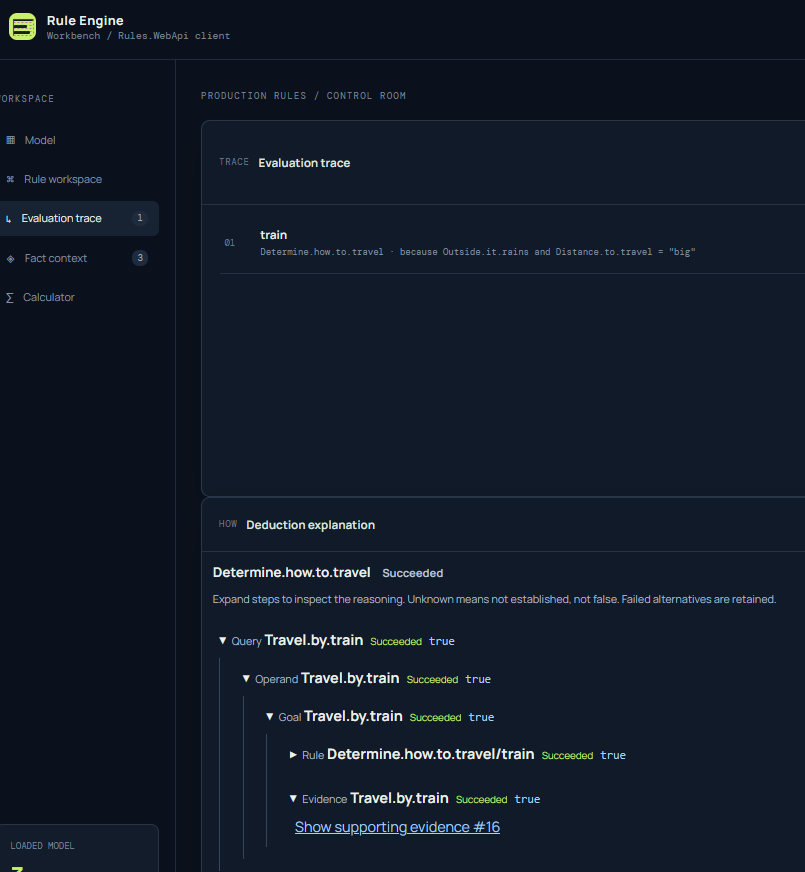 Rule Engine
Workbench / Rules.WebApi client
ORKSPACE
Model
Rule workspace
Evaluation trace 1
Fact context 3
Calculator
LOADED MODEL
PRODUCTION RULES / CONTROL ROOM
TRACE Evaluation trace
01 train
Determine.how.to.travel · because Outside.it.rains and Distance.to.travel = "big"
HOW Deduction explanation
Determine.how.to.travel Succeeded
Expand steps to inspect the reasoning. Unknown means not established, not false. Failed alternatives are retained.
▼ Query Travel.by.train Succeeded true
▼ Operand Travel.by.train Succeeded true
▼ Goal Travel.by.train Succeeded true
► Rule Determine.how.to.travel/train Succeeded true
▼ Evidence Travel.by.train Succeeded true
Show supporting evidence #16